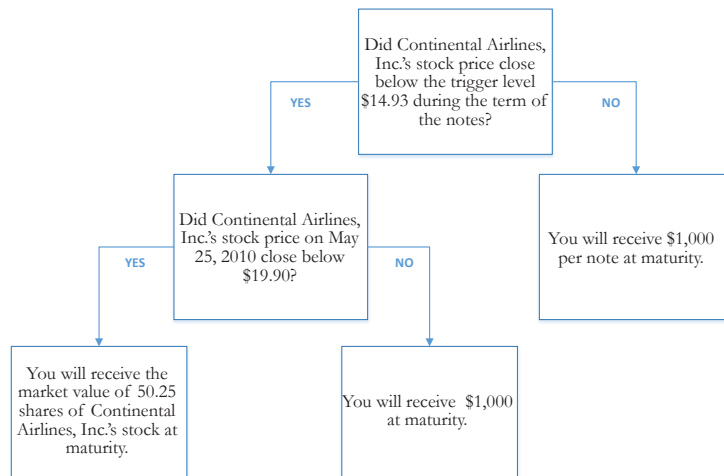 Did Continental Airlines,
Inc.'s stock price close
below the trigger level
$14.93 during the term of
the notes?
YES
NO
Did Continental Airlines,
Inc.'s stock price on May
25, 2010 close below
$19.90?
You will receive $1,000
per note at maturity.
YES
NO
You will receive the
market value of 50.25
shares of Continental
Airlines, Inc.'s stock at
maturity.
You will receive  $1,000
at maturity.